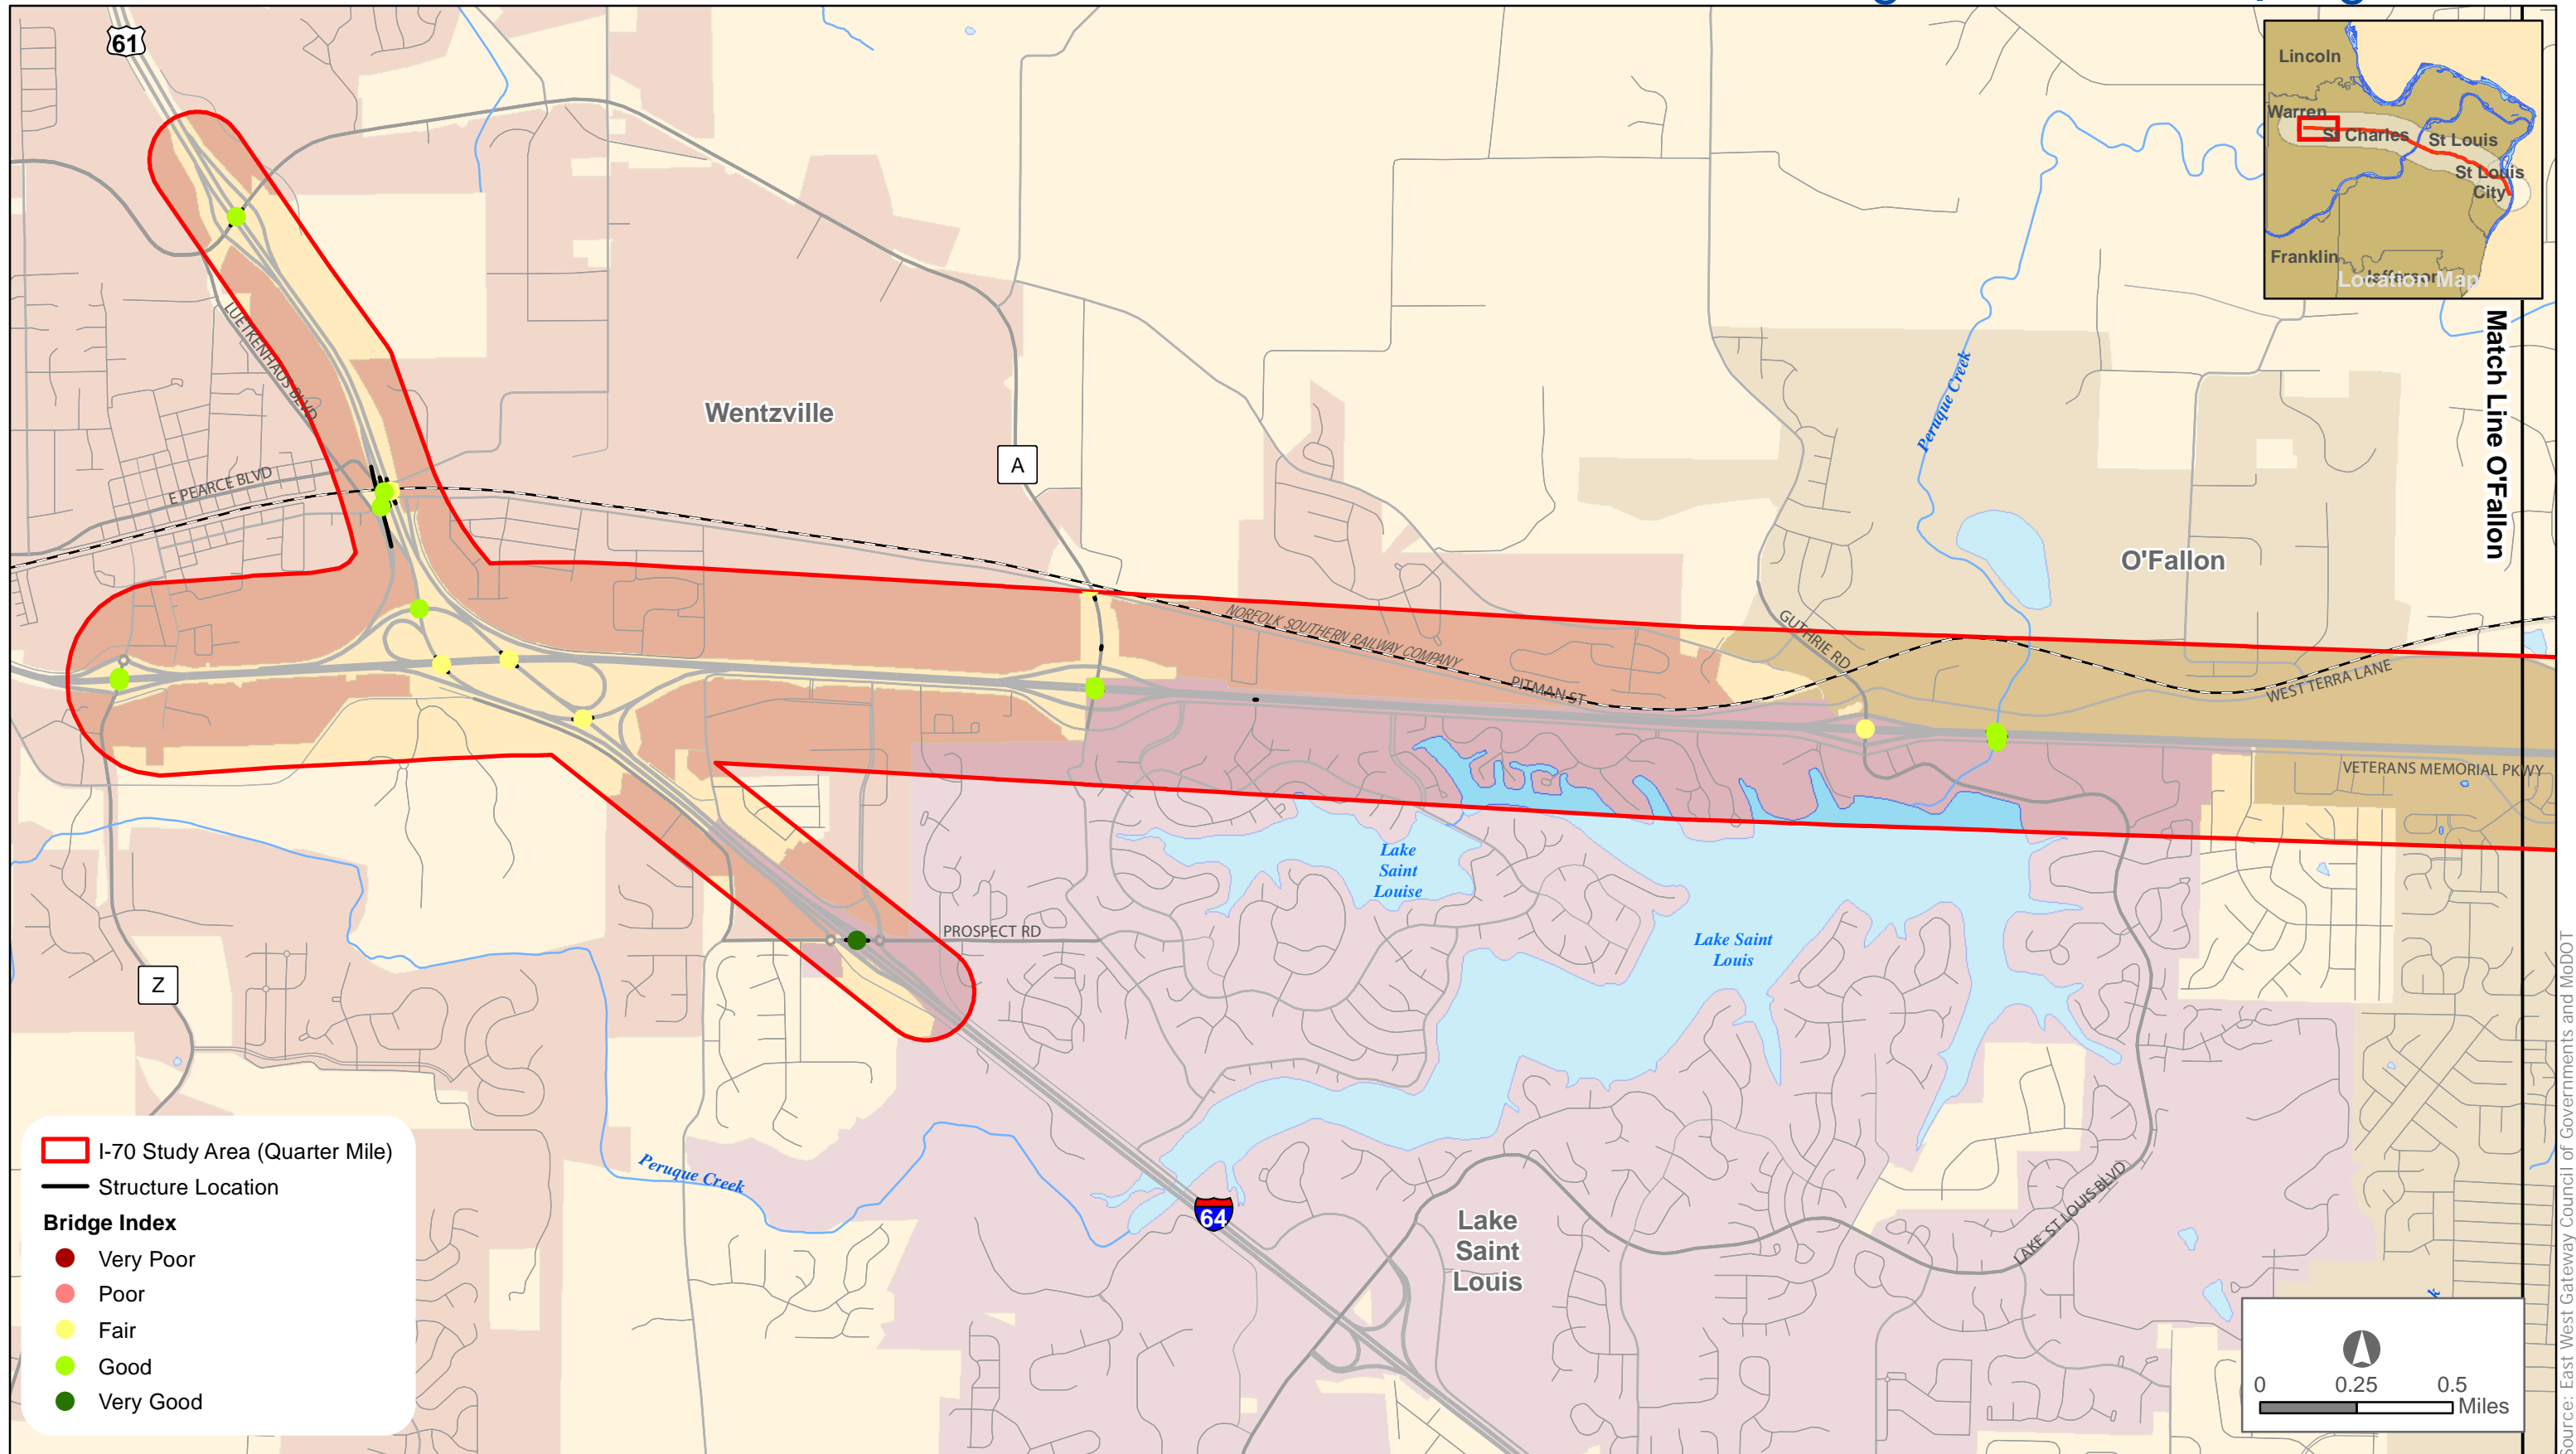 61
Lincoln
Warren
St Charles
St Louis
St Louis
City
Franklin
Jefferson
Location Map
Match Line O'Fallon
LUETKENHAUS BLVD
Wentzville
A
E PEARCE BLVD
Peruque Creek
O'Fallon
NORFOLK SOUTHERN RAILWAY COMPANY
GUTHRIE RD
PITMAN ST
WEST TERRA LANE
VETERANS MEMORIAL PKWY
Lake
Saint
Louise
PROSPECT RD
Lake Saint
Louis
Z
Peruque Creek
64
Lake
Saint
Louis
LAKE ST LOUIS BLVD
I-70 Study Area (Quarter Mile)
Structure Location
Bridge Index
Very Poor
Poor
Fair
Good
Very Good
0 0.25 0.5
Miles
Source: East West Gateway Council of Governments and MoDOT